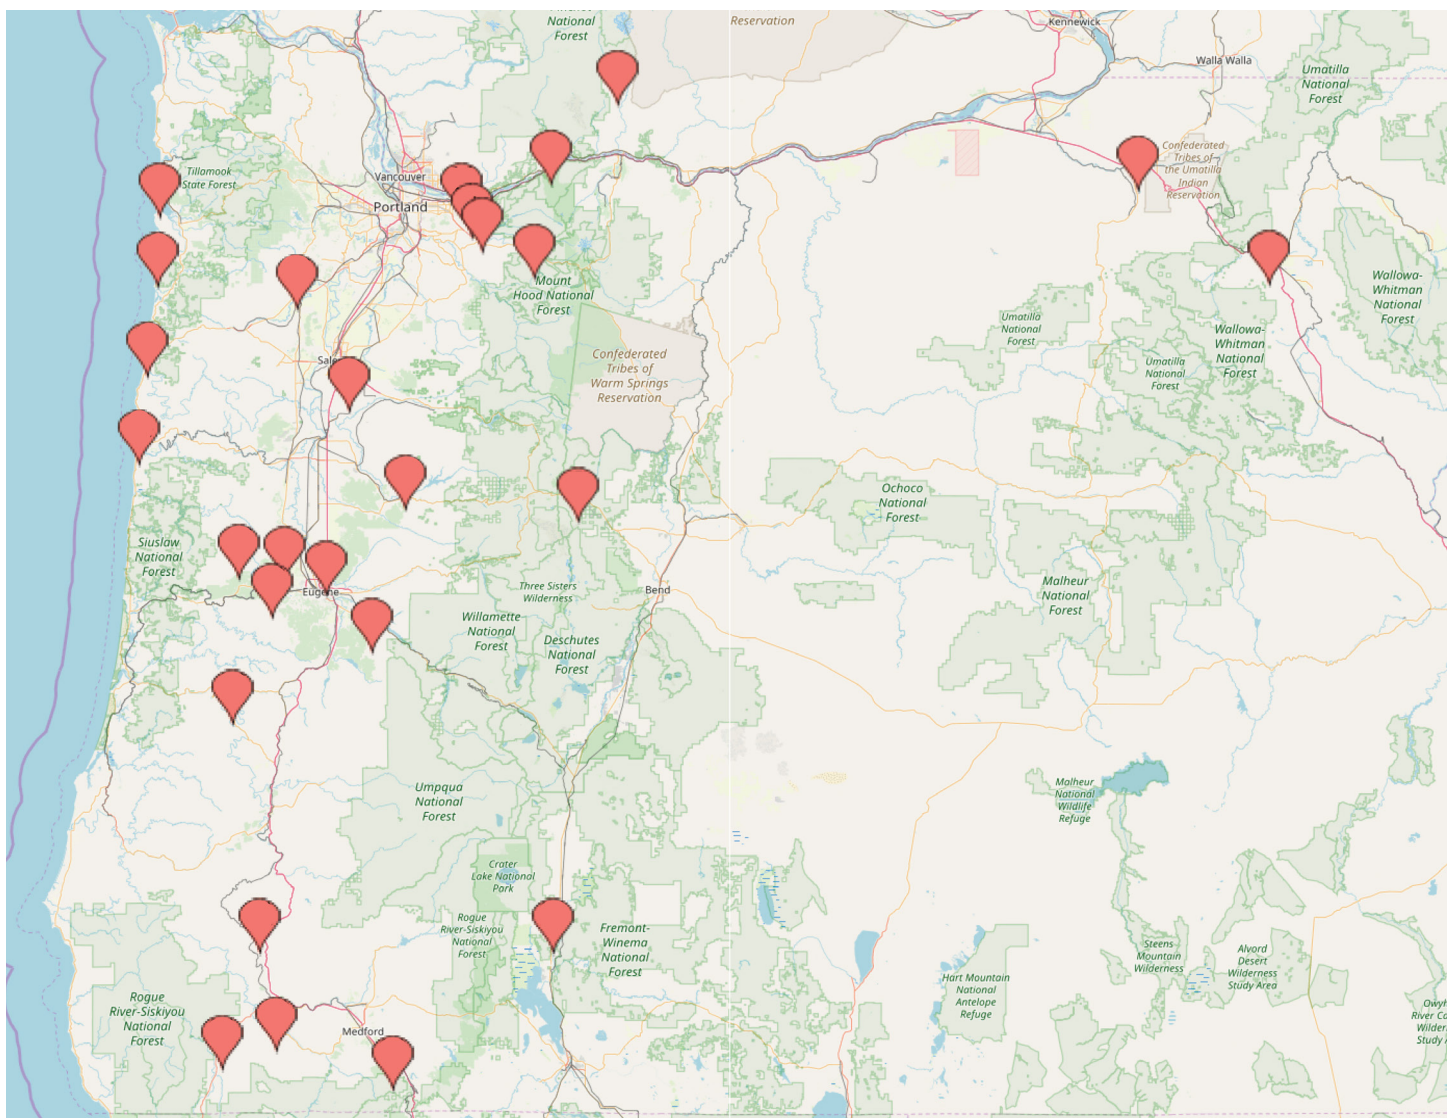 National
Forest
Reservation
Kennewick
Walla Walla
Umatilla
National
Forest
Confederated
Tribes of
the Umatilla
Indian
Reservation
Tillamook
State Forest
Vancouver
Portland
Mount
Hood National
Forest
Wallowa-
Whitman
National
Forest
Umatilla
National
Forest
Wallowa-
Whitman
National
Forest
Confederated
Tribes of
Warm Springs
Reservation
Umatilla
National
Forest
Ochoco
National
Forest
Siuslaw
National
Forest
Eugene
Three Sisters
Wilderness
Bend
Malheur
National
Forest
Willamette
National
Forest
Deschutes
National
Forest
Umpqua
National
Forest
Malheur
National
Wildlife
Refuge
Crater
Lake National
Park
Rogue
River-Siskiyou
National
Forest
Fremont-
Winema
National
Forest
Steens
Mountain
Wilderness
Alvord
Desert
Wilderness
Study Area
Hart Mountain
National
Antelope
Refuge
Rogue
River-Siskiyou
National
Forest
Medford
River Ca
Wilder
Study A